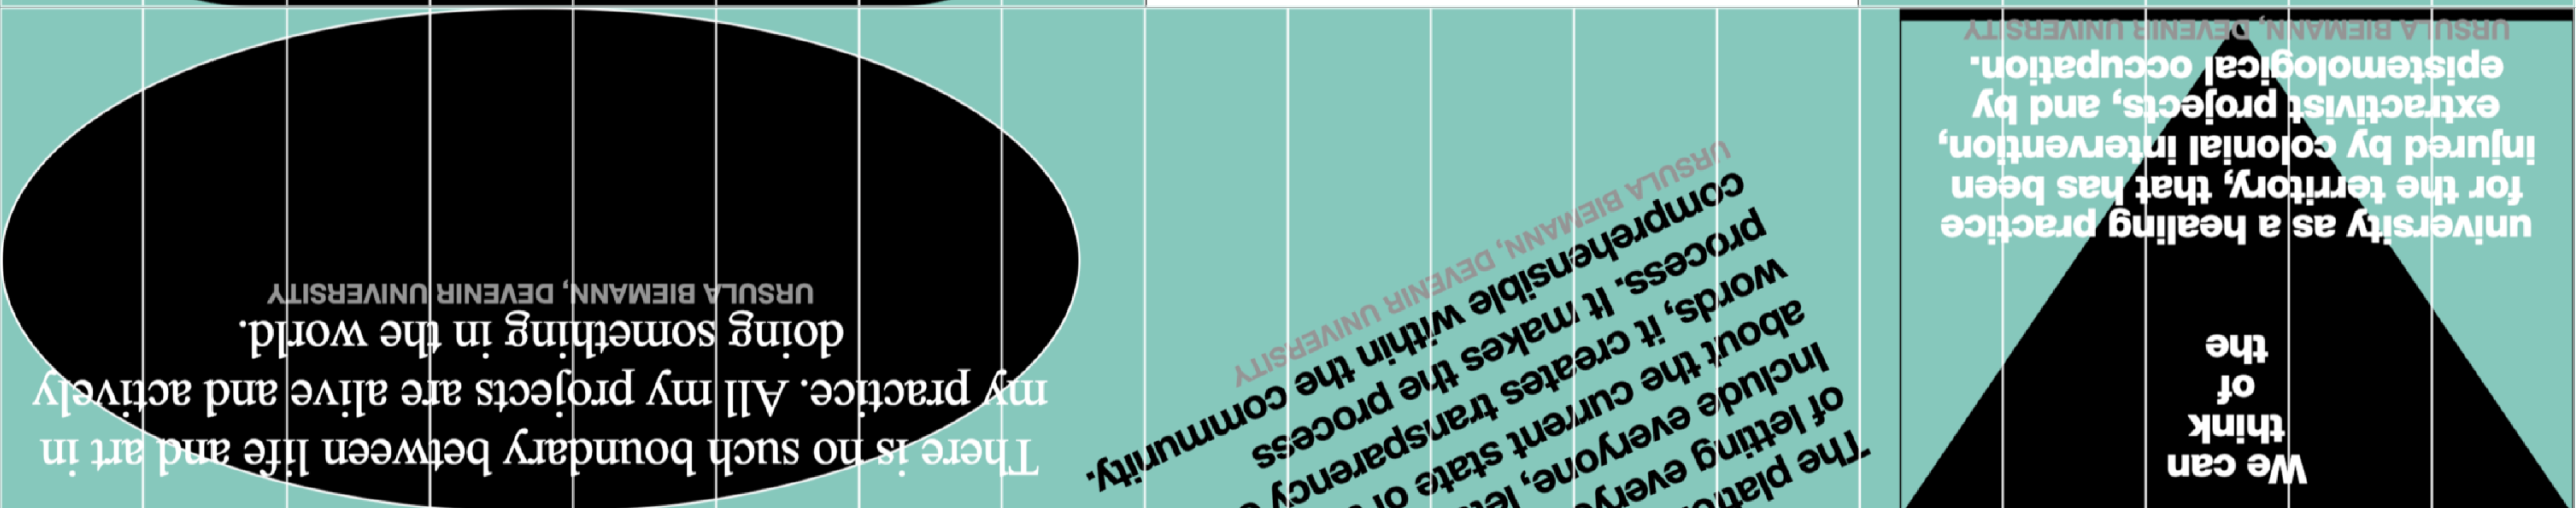 We can
think
of
the
university as a healing practice
for the territory, that has been
injured by colonial intervention,
extractivist projects, and by
epistemological occupation.
URSULA BIEMANN, DEVENIR UNIVERSITY
The
of letting
Include everyone,
about the current state
words, it creates transparency
process. It makes the process
comprehensible within the community.
URSULA BIEMANN, DEVENIR UNIVERSITY
There is no such boundary between life and art in
my practice. All my projects are alive and actively
doing something in the world.
URSULA BIEMANN, DEVENIR UNIVERSITY